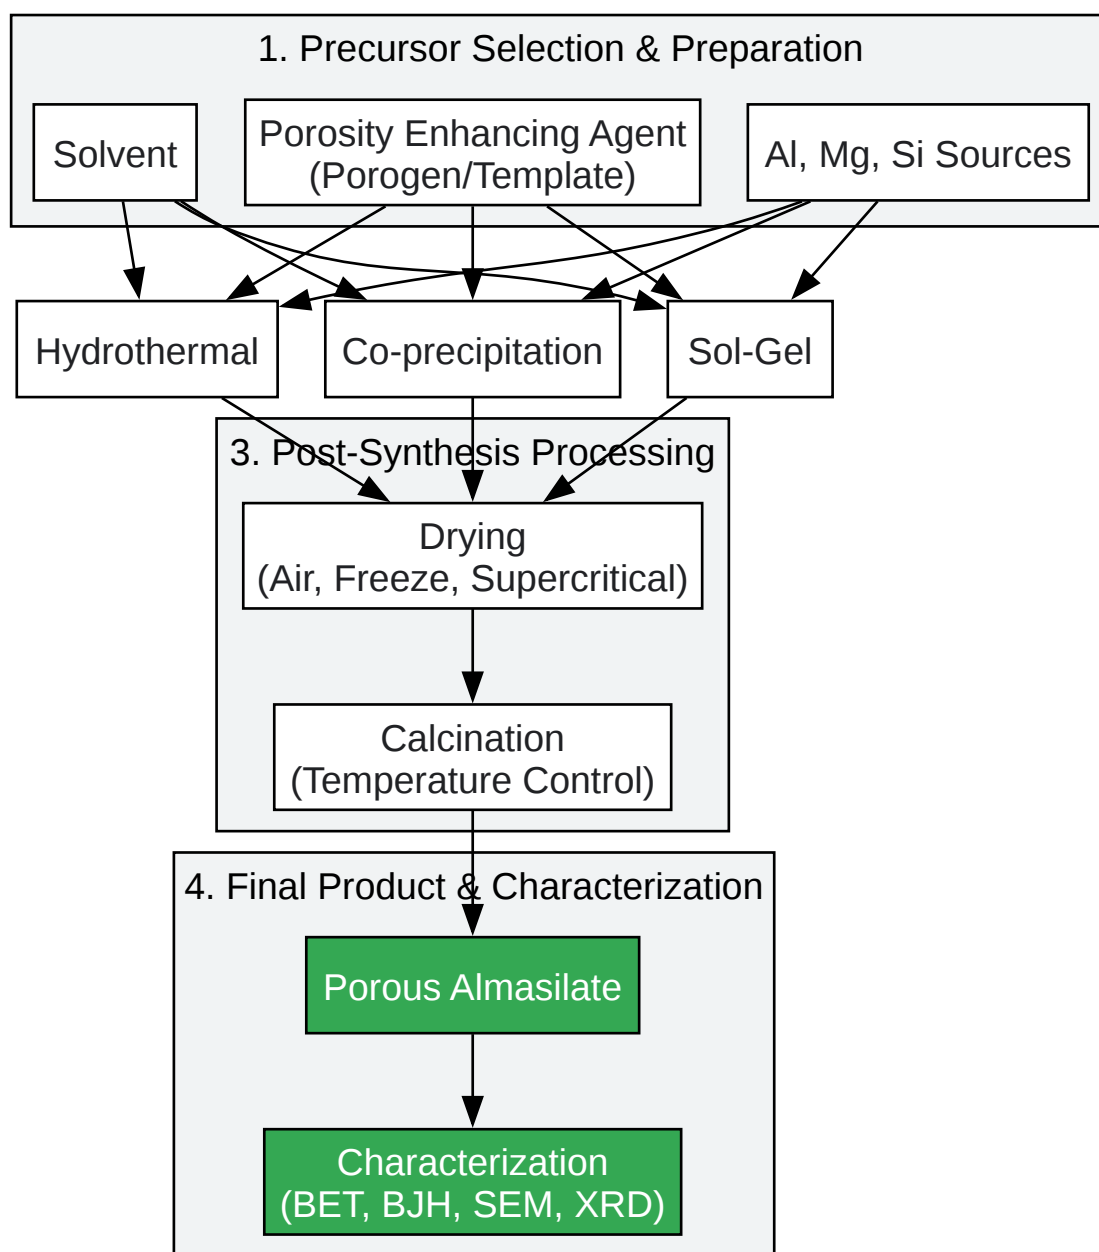 1. Precursor Selection & Preparation
Solvent
Porosity Enhancing Agent
(Porogen/Template)
Al, Mg, Si Sources
Hydrothermal
Co-precipitation
Sol-Gel
3. Post-Synthesis Processing
Drying
(Air, Freeze, Supercritical)
Calcination
(Temperature Control)
4. Final Product & Characterization
Porous Almasilate
Characterization
(BET, BJH, SEM, XRD)